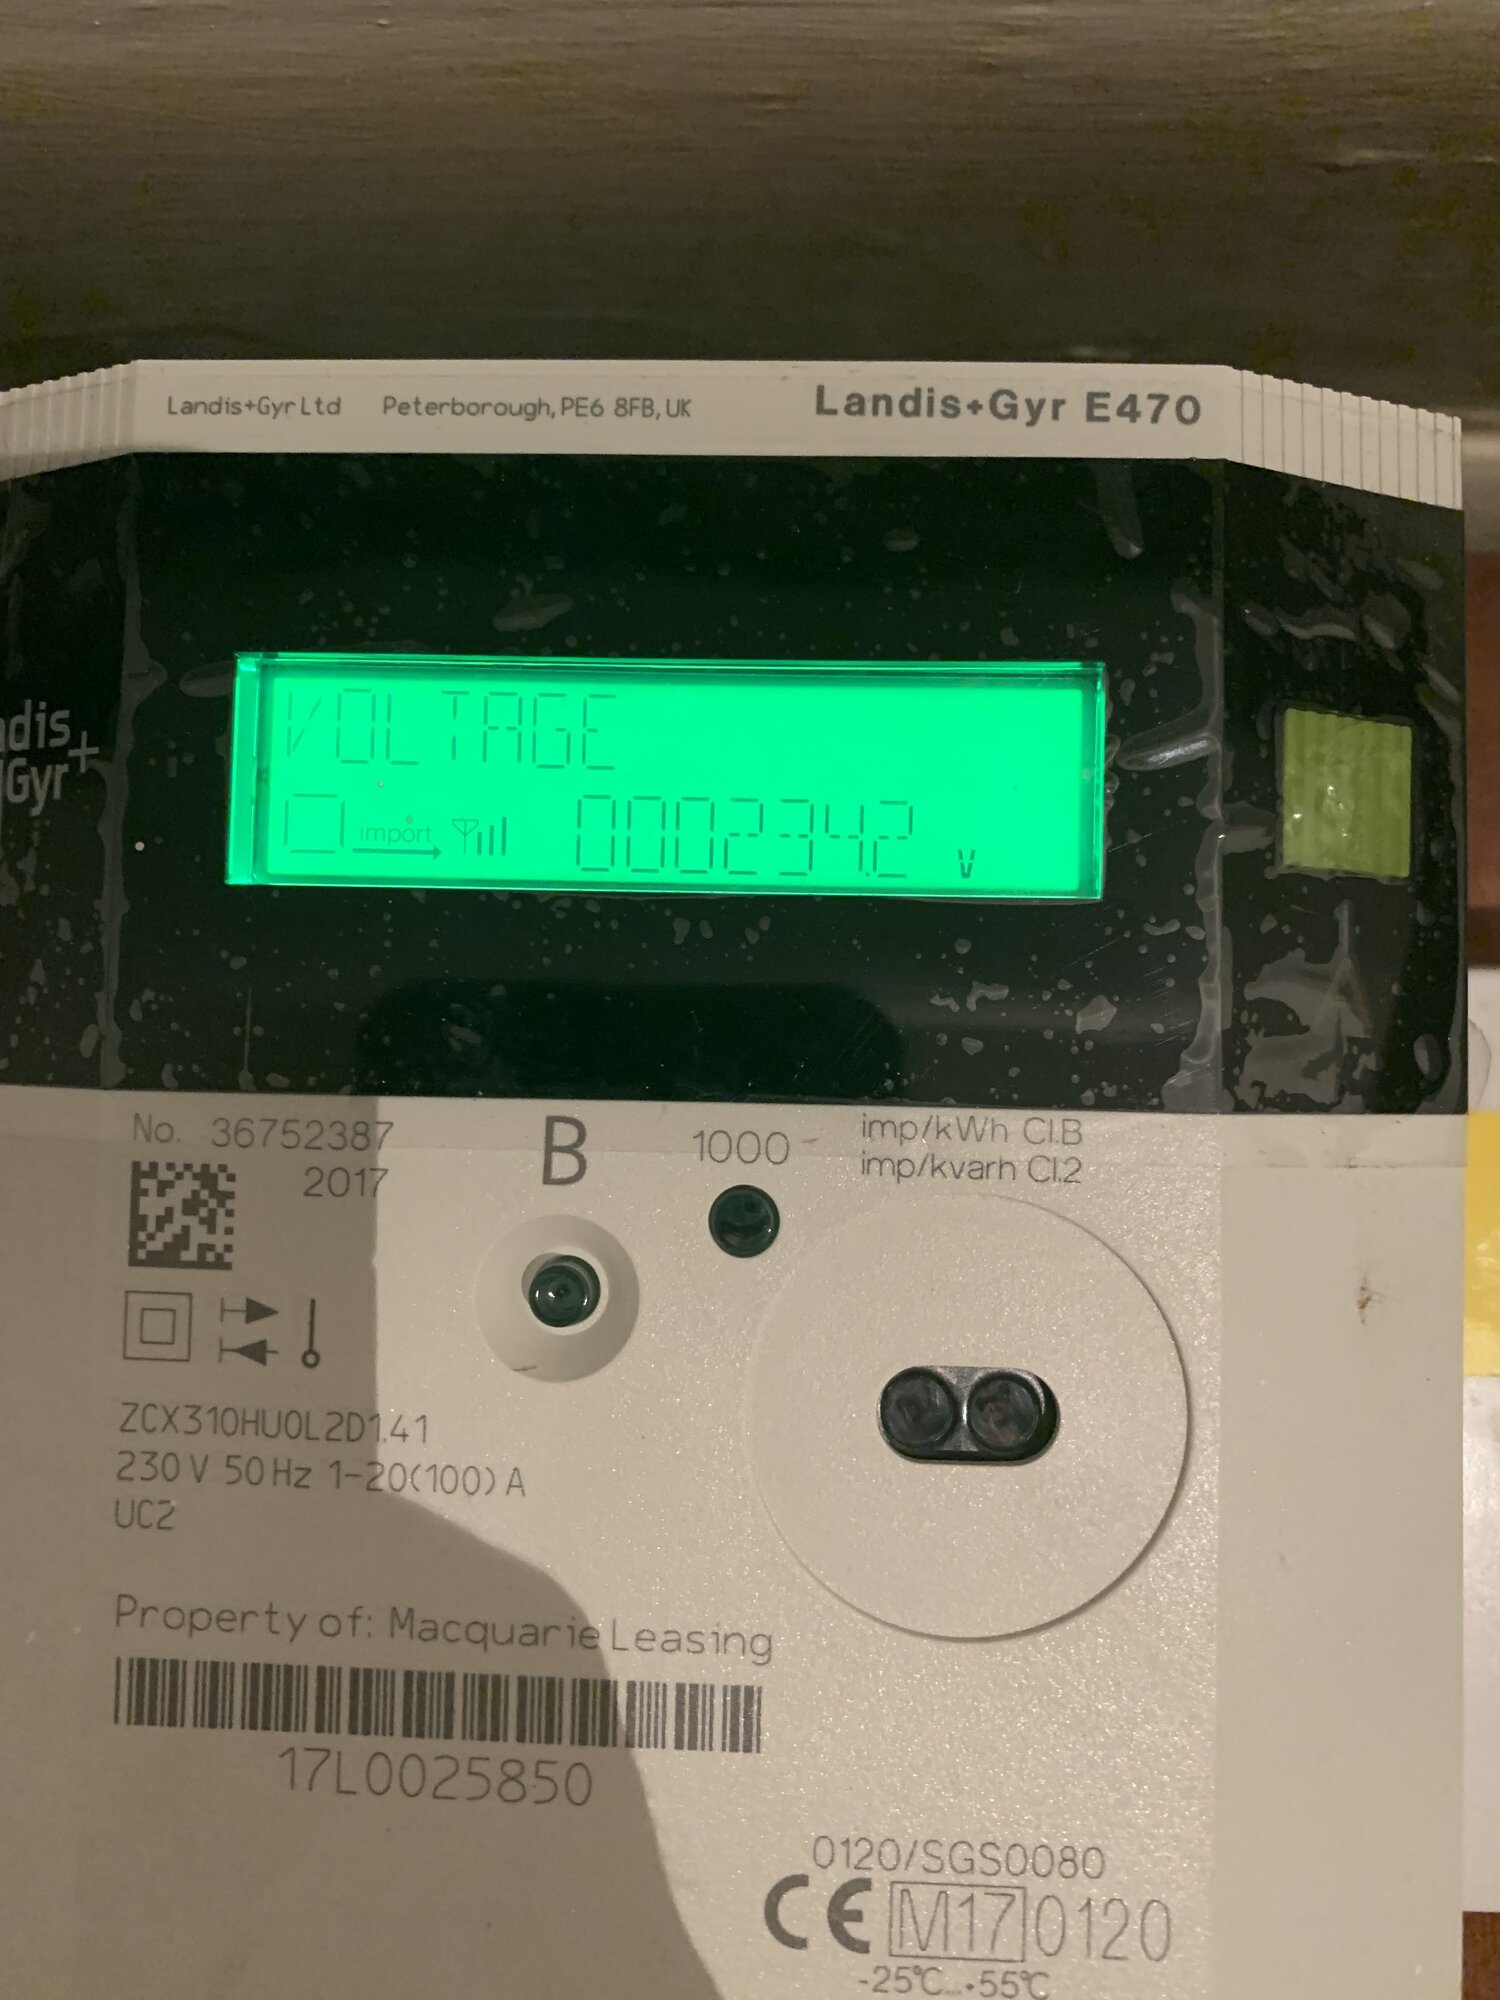 Landis+Gyr Ltd Peterborough, PE6 8FB, UK Landis+Gyr E470
VOLTAGE
import 000234.2 V
dis+
Gyr
No. 36752387
2017
B
1000
imp/kWh Cl.B
imp/kvarh Cl.2
ZCX310HU0L2D1.41
230 V 50 Hz 1-20(100) A
UC2
Property of: Macquarie Leasing
17L0025850
0120/SGS0080
CE M17 0120
-25°C...+55°C